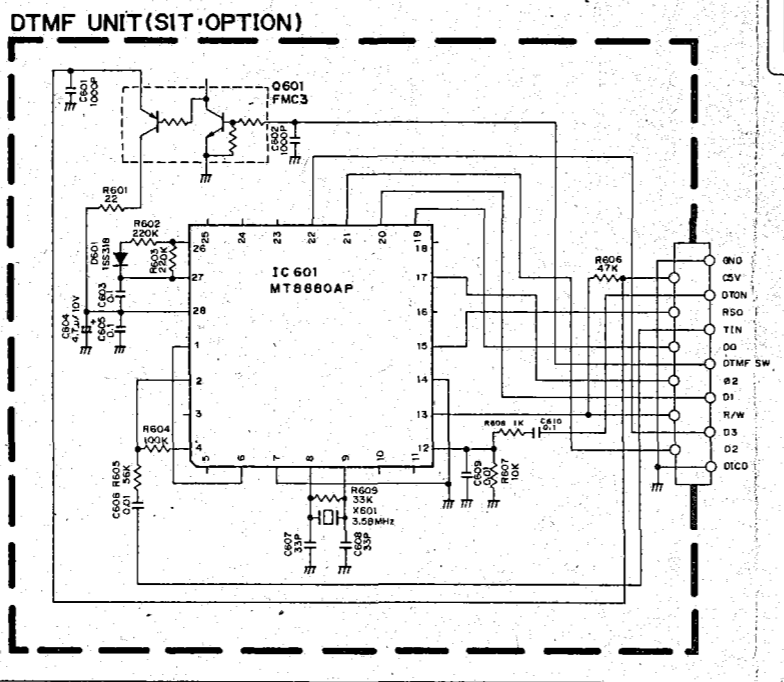 DTMF UNIT(SIT·OPTION)
C601
1000P
Q601
FMC3
C602
1000P
R601
22
R602
220K
D601
1SS318
R603
220K
C603
0.1
C604
4.7μ/10V
C605
0.1
IC601
MT8880AP
25
24
23
22
21
20
19
26
27
28
1
2
3
4
5
6
7
8
9
10
11
12
13
14
15
16
17
18
R604
100K
R605
56K
C606
0.01
R609
33K
X601
3.58MHz
C607
33P
C608
33P
R608 1K
C610
0.1
C609
0.01
R607
10K
R606
47K
GND
C5V
DTON
RSO
TIN
D0
DTMF SW
Ø2
D1
R/W
D3
D2
DTCD